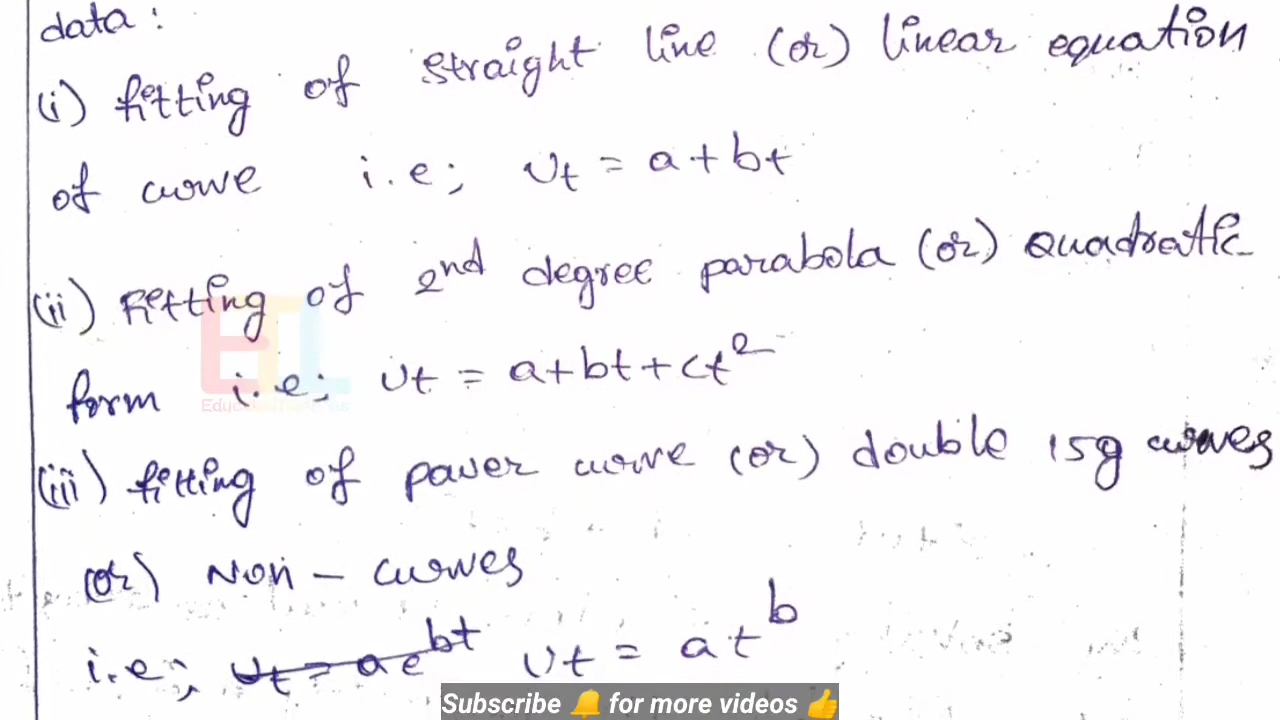 data :
(i) fitting of straight line (or) linear equation
of curve i.e; Ut = a + bt
(ii) Fitting of 2nd degree parabola (or) Quadratic
form i.e; Ut = a + bt + ct²
(iii) fitting of power curve (or) double 15g curves
(or) Non - curves
i.e; Ut = ae^bt Ut = at^b
Subscribe 🔔 for more videos 👍